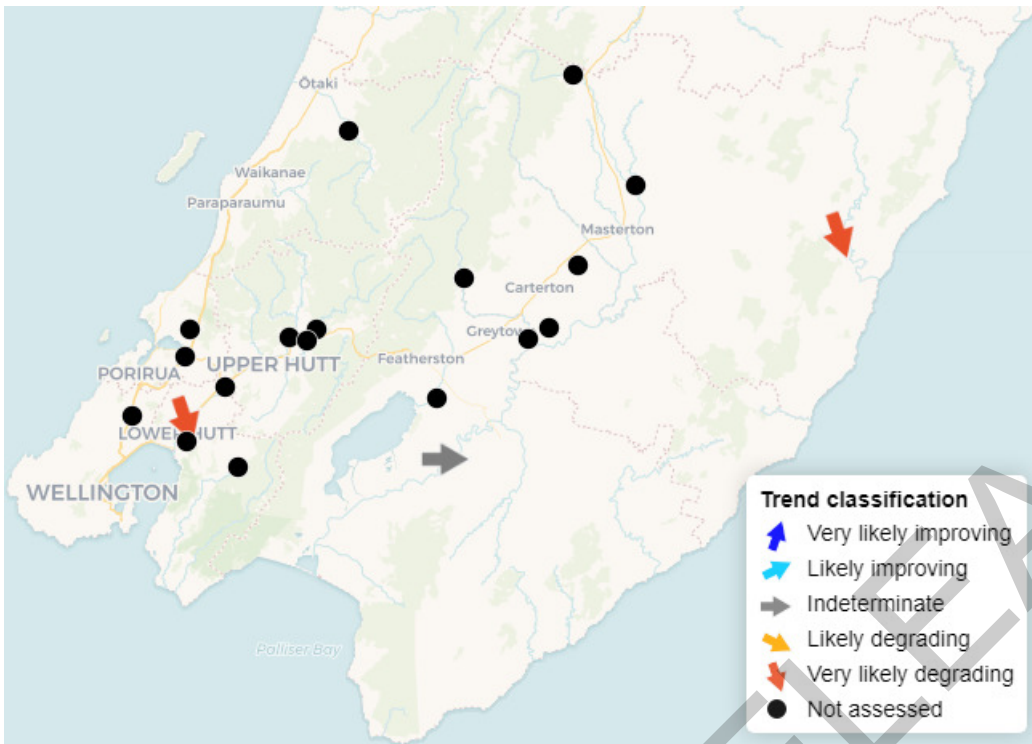 Ōtaki
Waikanae
Paraparaumu
Masterton
Carterton
Greytow
Featherston
UPPER HUTT
PORIRUA
LOWER HUTT
WELLINGTON
Palliser Bay
Trend classification
Very likely improving
Likely improving
Indeterminate
Likely degrading
Very likely degrading
Not assessed